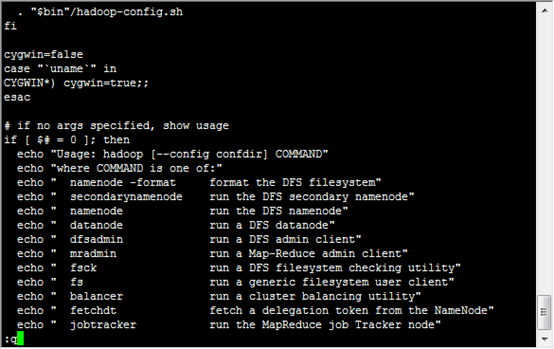 . "$bin"/hadoop-config.sh
fi
cygwin=false
case "`uname`" in
CYGWIN*) cygwin=true;;
esac
# if no args specified, show usage
if [ $# = 0 ]; then
echo "Usage: hadoop [--config confdir] COMMAND"
echo "where COMMAND is one of:"
echo "  namenode -format     format the DFS filesystem"
echo "  secondarynamenode    run the DFS secondary namenode"
echo "  namenode             run the DFS namenode"
echo "  datanode             run a DFS datanode"
echo "  dfsadmin             run a DFS admin client"
echo "  mradmin              run a Map-Reduce admin client"
echo "  fsck                 run a DFS filesystem checking utility"
echo "  fs                   run a generic filesystem user client"
echo "  balancer             run a cluster balancing utility"
echo "  fetchdt              fetch a delegation token from the NameNode"
echo "  jobtracker           run the MapReduce job Tracker node"
:q